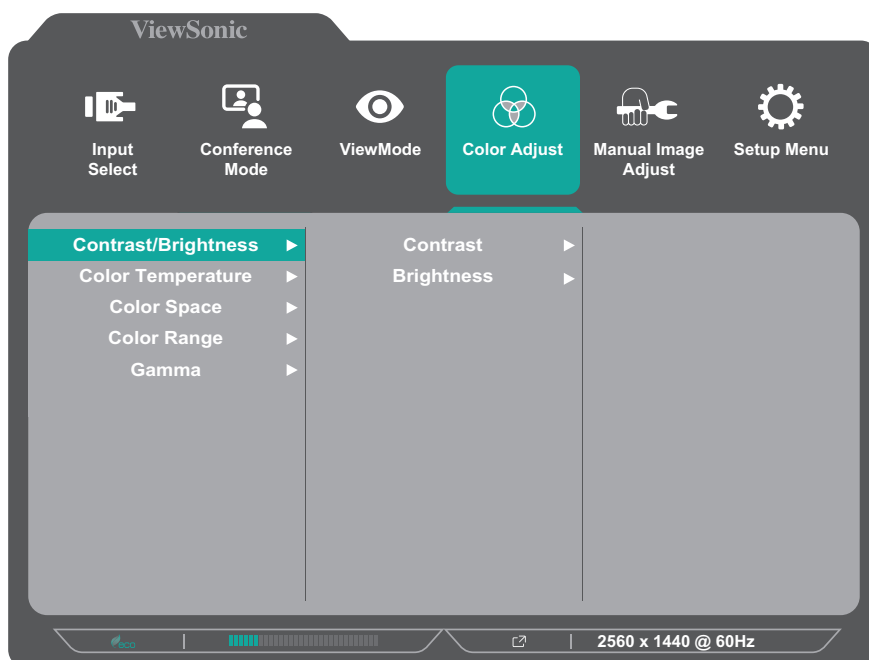 ViewSonic
Input
Select
Conference
Mode
ViewMode
Color Adjust
Manual Image
Adjust
Setup Menu
Contrast/Brightness
Color Temperature
Color Space
Color Range
Gamma
Contrast
Brightness
eco
2560 x 1440 @ 60Hz